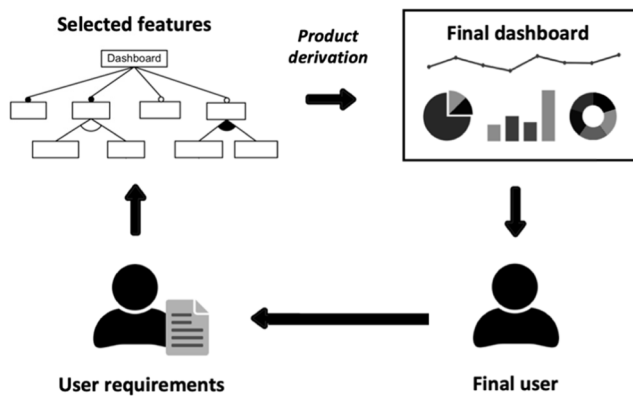 Selected features
Dashboard
Product
derivation
Final dashboard
User requirements
Final user